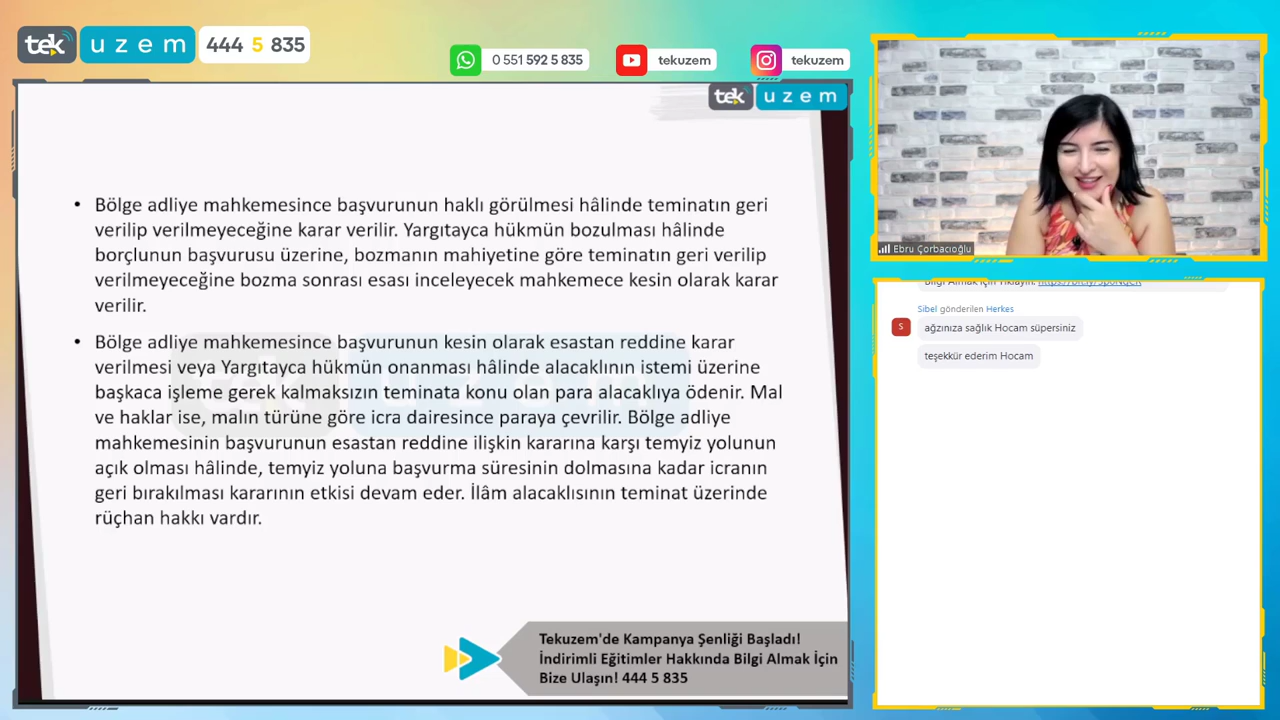 tek uzem 444 5 835
0 551 592 5 835
tekuzem
tekuzem
tek uzem
• Bölge adliye mahkemesince başvurunun haklı görülmesi hâlinde teminatın geri
verilip verilmeyeceğine karar verilir. Yargıtayca hükmün bozulması hâlinde
borçlunun başvurusu üzerine, bozmanın mahiyetine göre teminatın geri verilip
verilmeyeceğine bozma sonrası esası inceleyecek mahkemece kesin olarak karar
verilir.
• Bölge adliye mahkemesince başvurunun kesin olarak esastan reddine karar
verilmesi veya Yargıtayca hükmün onanması hâlinde alacaklının istemi üzerine
başkaca işleme gerek kalmaksızın teminata konu olan para alacaklıya ödenir. Mal
ve haklar ise, malın türüne göre icra dairesince paraya çevrilir. Bölge adliye
mahkemesinin başvurunun esastan reddine ilişkin kararına karşı temyiz yolunun
açık olması hâlinde, temyiz yoluna başvurma süresinin dolmasına kadar icranın
geri bırakılması kararının etkisi devam eder. İlâm alacaklısının teminat üzerinde
rüçhan hakkı vardır.
Tekuzem'de Kampanya Şenliği Başladı!
İndirimli Eğitimler Hakkında Bilgi Almak İçin
Bize Ulaşın! 444 5 835
Ebru Çorbacıoğlu
Bilgi Almak İçin Tıklayın:
Sibel gönderilen Herkes
S
ağzınıza sağlık Hocam süpersiniz
teşekkür ederim Hocam